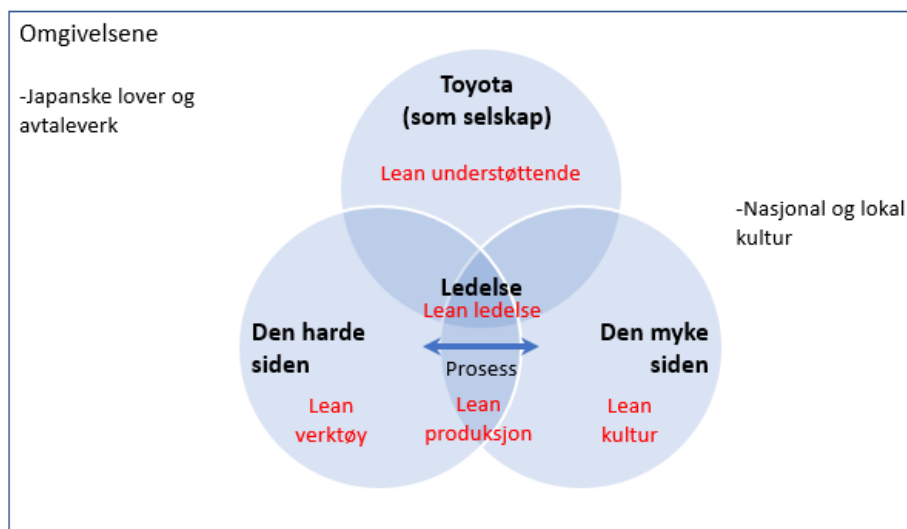 Omgivelsene
-Japanske lover og
avtaleverk
Toyota
(som selskap)
Lean understøttende
-Nasjonal og lokal
kultur
Ledelse
Lean ledelse
Den harde
siden
Prosess
Den myke
siden
Lean
verktøy
Lean
produksjon
Lean
kultur